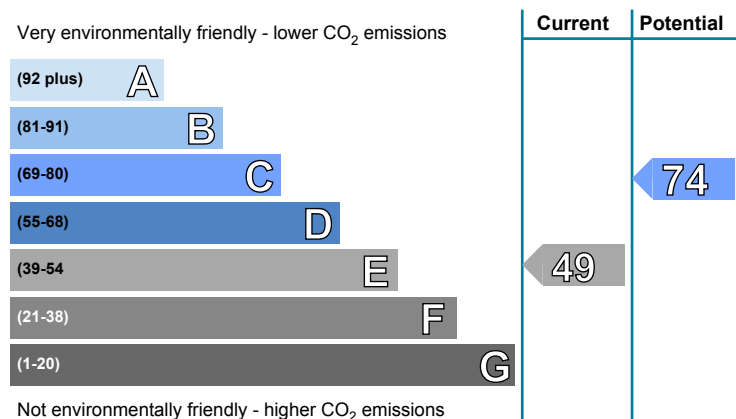 Very environmentally friendly - lower CO₂ emissions
Current
Potential
(92 plus) A
(81-91) B
(69-80) C
74
(55-68) D
(39-54 E
49
(21-38) F
(1-20) G
Not environmentally friendly - higher CO₂ emissions